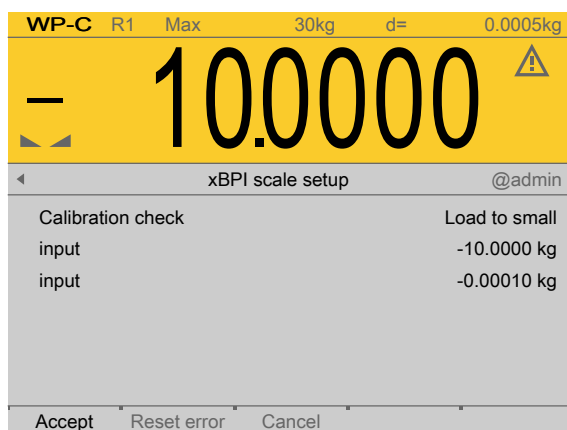 WP-C R1 Max 30kg d= 0.0005kg
– 10.0000
xBPI scale setup @admin
Calibration check Load to small
input -10.0000 kg
input -0.00010 kg
Accept Reset error Cancel